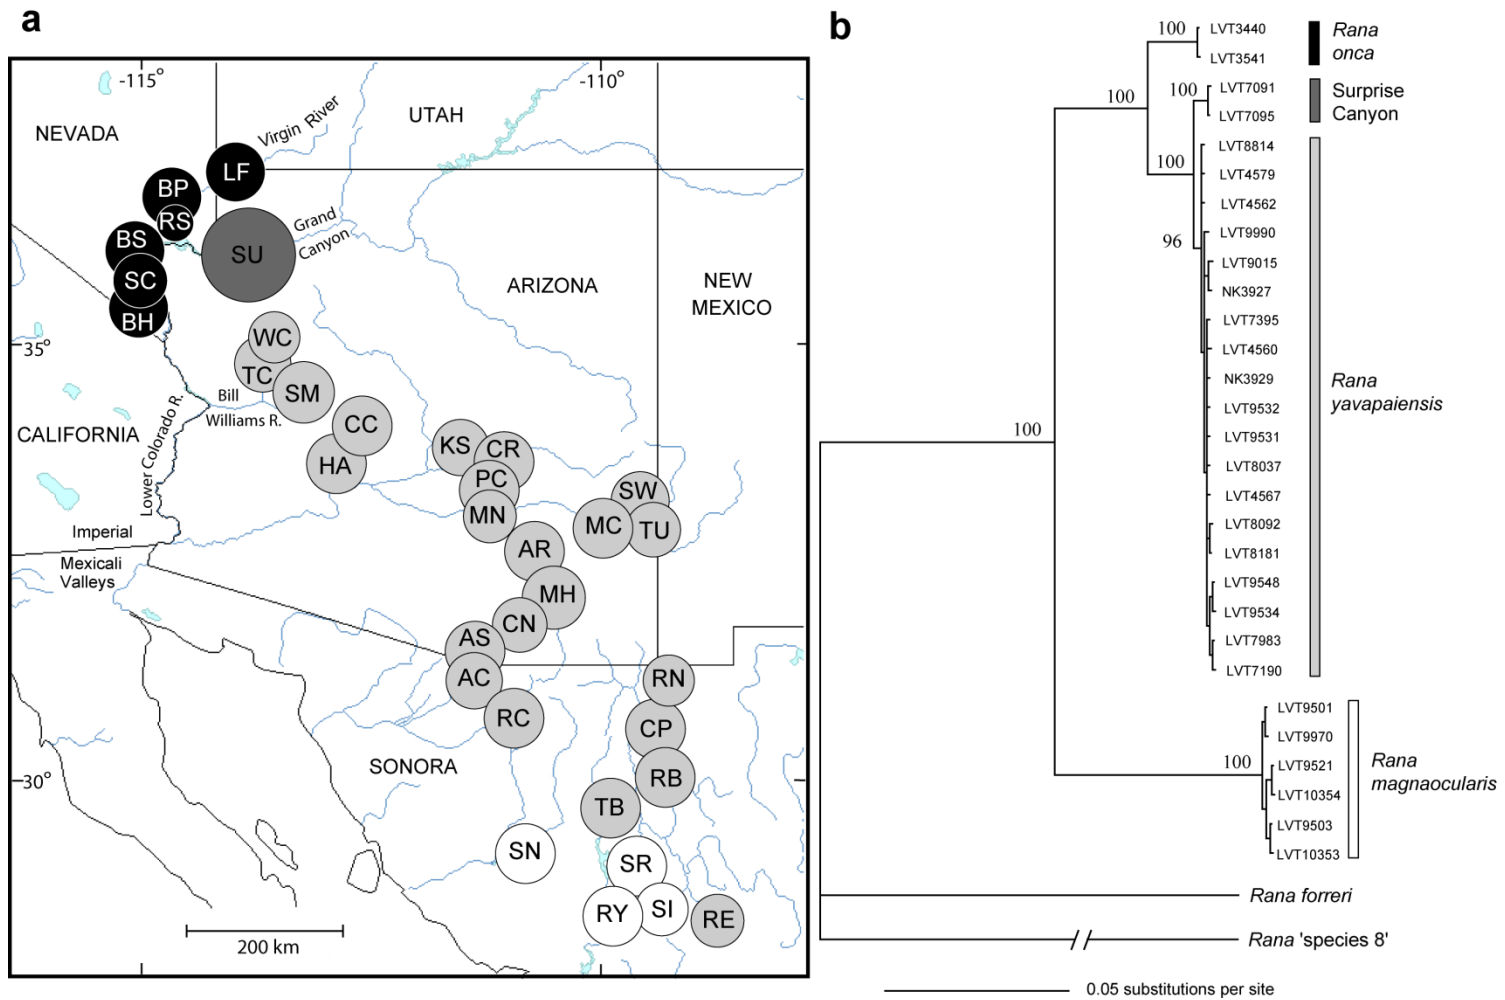 a
-115°
-110°
NEVADA
UTAH
Virgin River
LF
BP
RS
BS
SC
BH
SU
Grand
Canyon
ARIZONA
NEW
MEXICO
35°
WC
TC
SM
Bill
Williams R.
CC
HA
CALIFORNIA
Lower Colorado R.
KS
CR
PC
MN
SW
MC
TU
Imperial
Mexicali
Valleys
AR
MH
CN
AS
AC
RC
RN
CP
RB
TB
SONORA
30°
SN
SR
RY
SI
RE
200 km
b
100
LVT3440
LVT3541
Rana
onca
100
100
LVT7091
LVT7095
Surprise
Canyon
100
LVT8814
LVT4579
LVT4562
96
LVT9990
LVT9015
NK3927
LVT7395
LVT4560
NK3929
LVT9532
LVT9531
LVT8037
LVT4567
LVT8092
LVT8181
LVT9548
LVT9534
LVT7983
LVT7190
Rana
yavapaiensis
100
100
LVT9501
LVT9970
LVT9521
LVT10354
LVT9503
LVT10353
Rana
magnaocularis
Rana forreri
Rana 'species 8'
0.05 substitutions per site